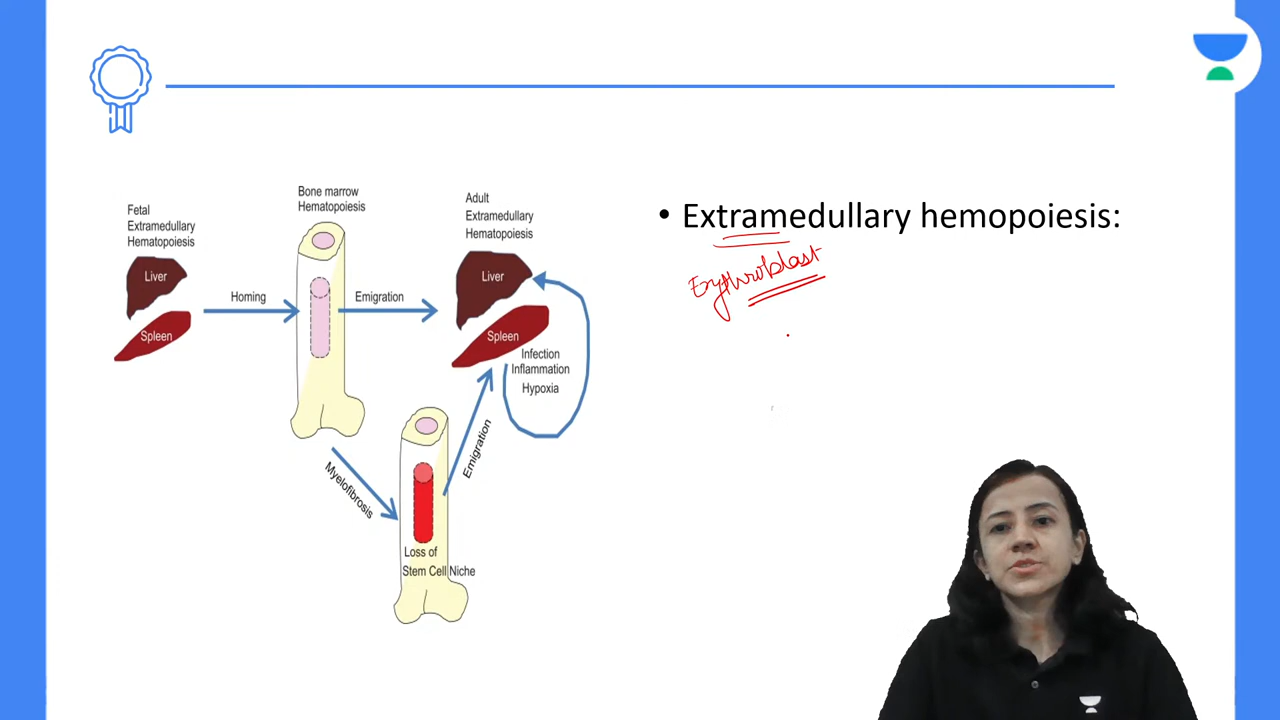 Fetal
Extramedullary
Hematopoiesis
Liver
Spleen
Homing
Bone marrow
Hematopoiesis
Emigration
Adult
Extramedullary
Hematopoiesis
Liver
Spleen
Infection
Inflammation
Hypoxia
Emigration
Myelofibrosis
Loss of
Stem Cell Niche
• Extramedullary hemopoiesis:
Erythroblast